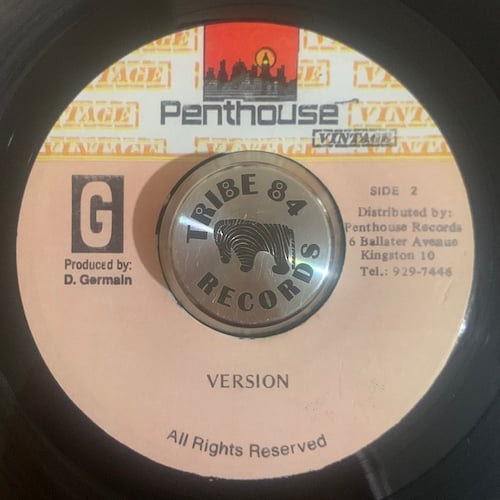 VINTAGE
VINTAGE
VINTAGE
Penthouse
VINTAGE
G
Produced by:
D. Germain
TRIBE 84
RECORDS
SIDE 2
Distributed by:
Penthouse Records
6 Ballater Avenue
Kingston 10
Tel.: 929-7446
VERSION
All Rights Reserved